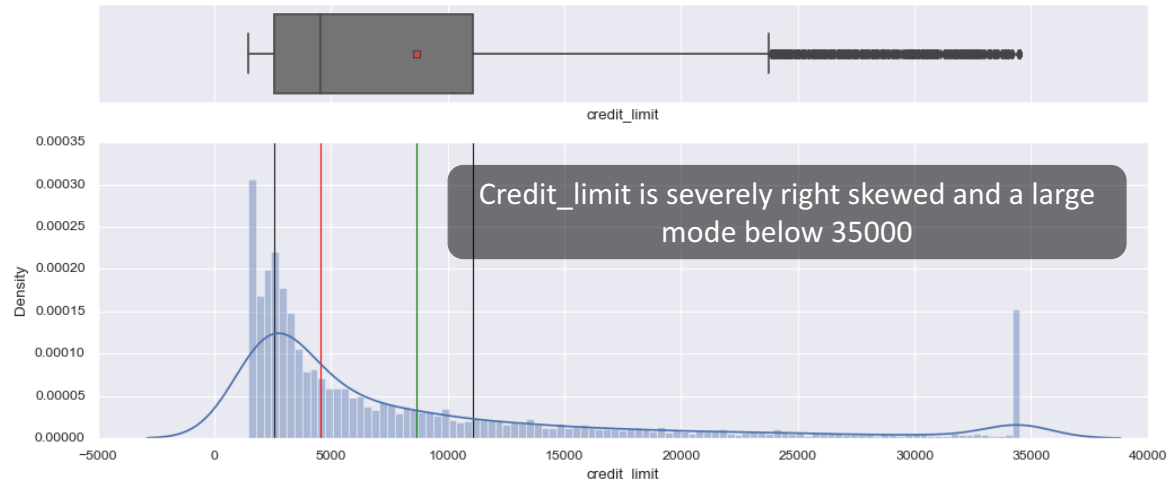 credit_limit
0.00035
0.00030
0.00025
0.00020
0.00015
0.00010
0.00005
0.00000
Density
Credit_limit is severely right skewed and a large
mode below 35000
−5000 0 5000 10000 15000 20000 25000 30000 35000 40000
credit_limit